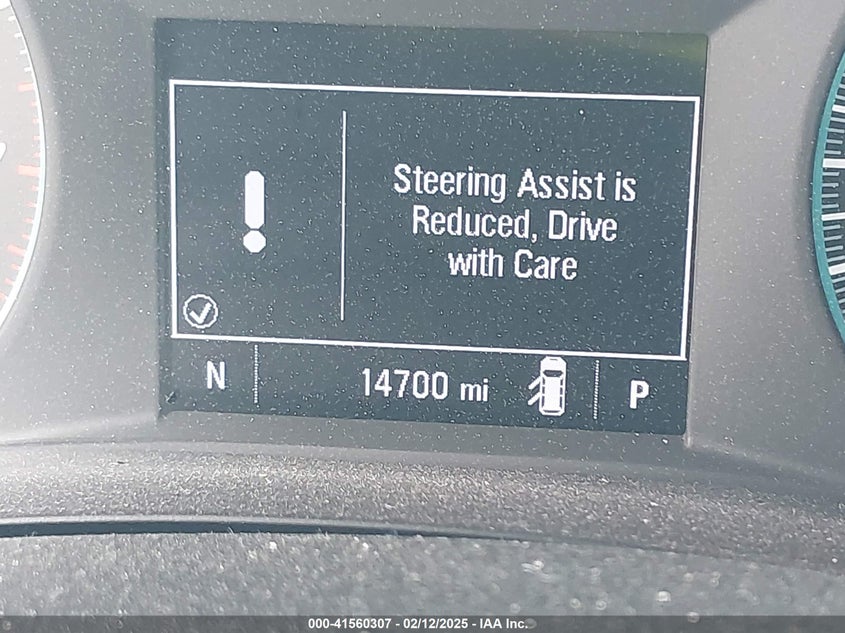 Steering Assist is
Reduced, Drive
with Care
N 14700 mi P
000-41560307 - 02/12/2025 - IAA Inc.